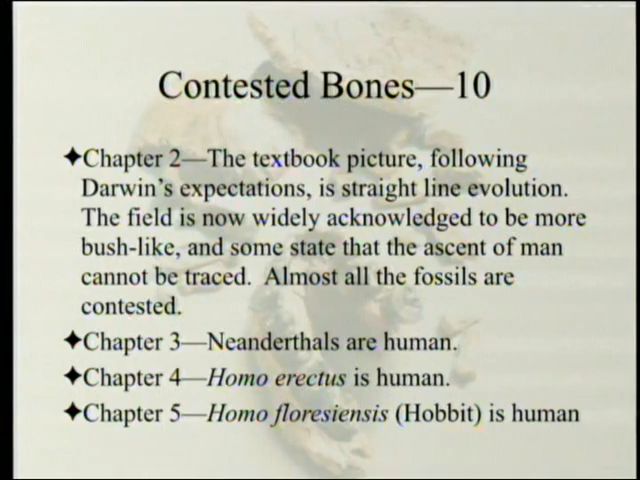 Contested Bones—10
✦Chapter 2—The textbook picture, following
Darwin's expectations, is straight line evolution.
The field is now widely acknowledged to be more
bush-like, and some state that the ascent of man
cannot be traced.  Almost all the fossils are
contested.
✦Chapter 3—Neanderthals are human.
✦Chapter 4—Homo erectus is human.
✦Chapter 5—Homo floresiensis (Hobbit) is human